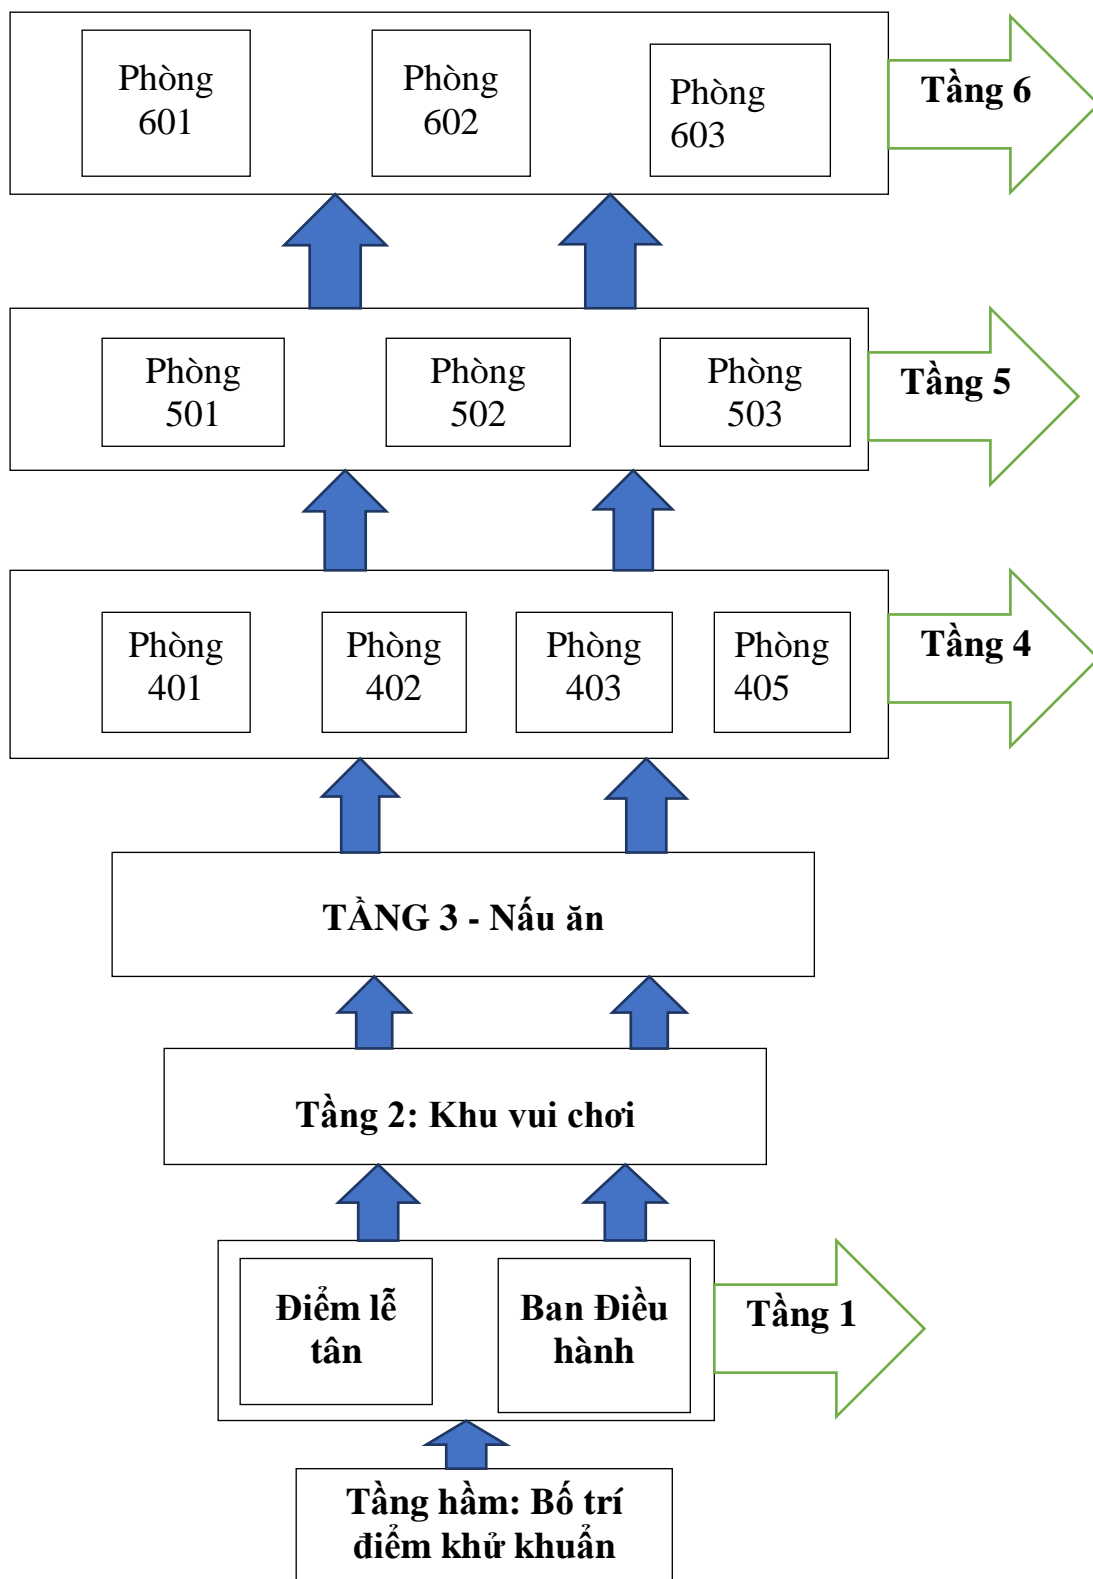 Phòng
601
Phòng
602
Phòng
603
Tầng 6
Phòng
501
Phòng
502
Phòng
503
Tầng 5
Phòng
401
Phòng
402
Phòng
403
Phòng
405
Tầng 4
TẦNG 3 - Nấu ăn
Tầng 2: Khu vui chơi
Điểm lễ
tân
Ban Điều
hành
Tầng 1
Tầng hầm: Bố trí
điểm khử khuẩn